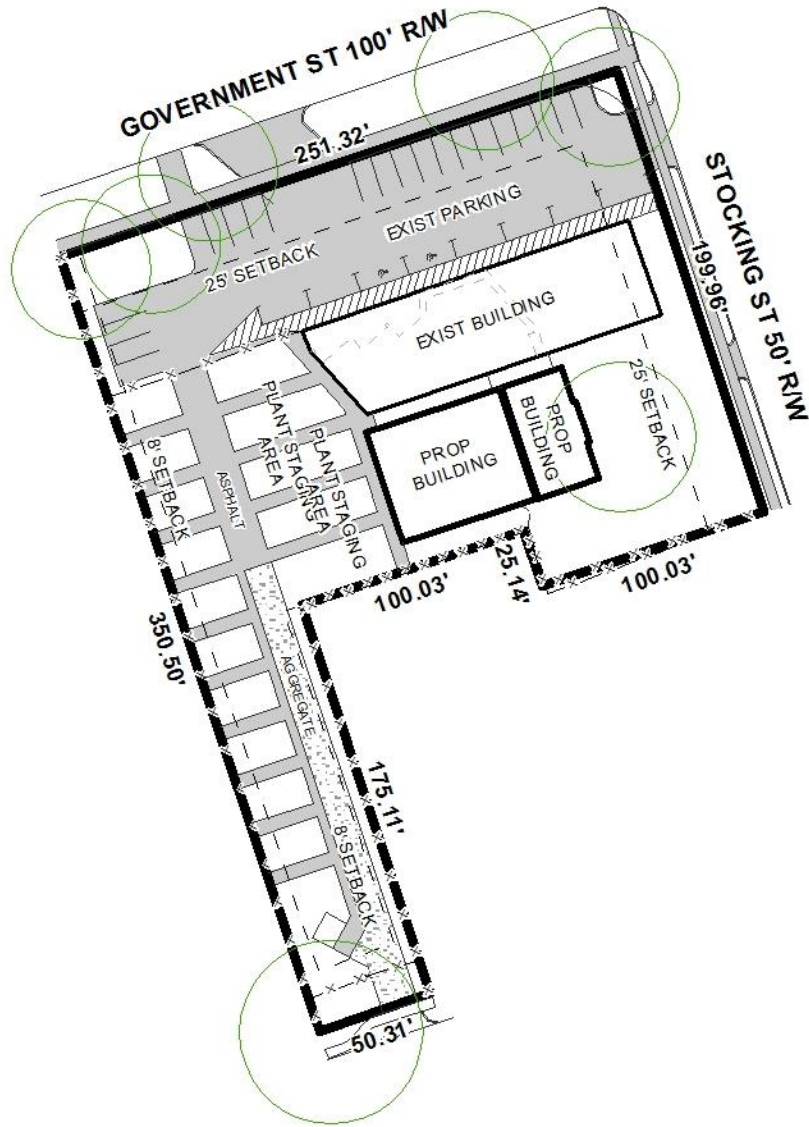 GOVERNMENT ST 100' R/W
251.32'
STOCKING ST 50' R/W
199.96'
25' SETBACK
EXIST PARKING
EXIST BUILDING
25' SETBACK
PROP
BUILDING
PROP
BUILDING
PLANT STAGING
AREA
PLANT STAGING
AREA
8' SETBACK
ASPHALT
100.03'
25.14'
100.03'
350.50'
AGGREGATE
175.11'
8' SETBACK
50.31'